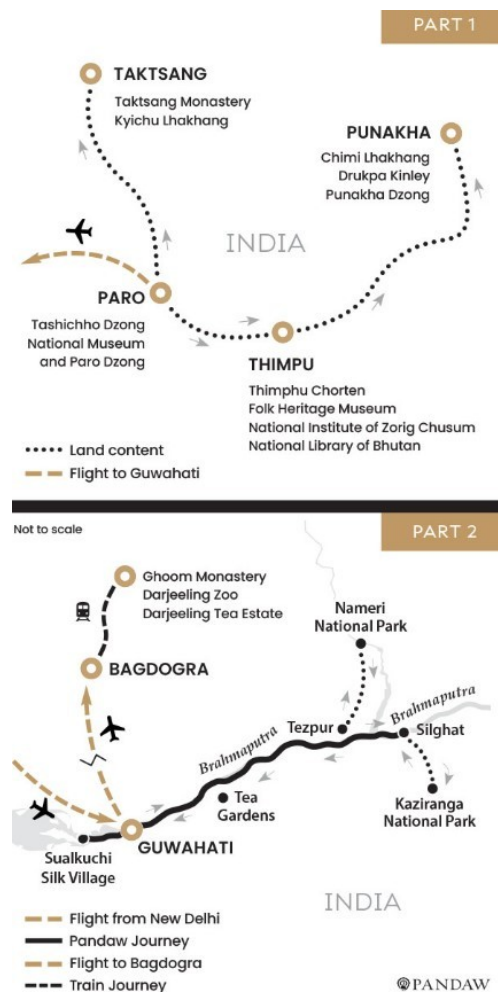 PART 1
TAKTSANG
Taktsang Monastery
Kyichu Lhakhang
PUNAKHA
Chimi Lhakhang
Drukpa Kinley
Punakha Dzong
INDIA
PARO
Tashichho Dzong
National Museum
and Paro Dzong
THIMPU
Thimphu Chorten
Folk Heritage Museum
National Institute of Zorig Chusum
National Library of Bhutan
Land content
Flight to Guwahati
Not to scale
PART 2
Ghoom Monastery
Darjeeling Zoo
Darjeeling Tea Estate
Nameri
National Park
BAGDOGRA
Brahmaputra
Tezpur
Silghat
Brahmaputra
Tea
Gardens
Kaziranga
National Park
GUWAHATI
Sualkuchi
Silk Village
INDIA
Flight from New Delhi
Pandaw Journey
Flight to Bagdogra
Train Journey
PANDAW